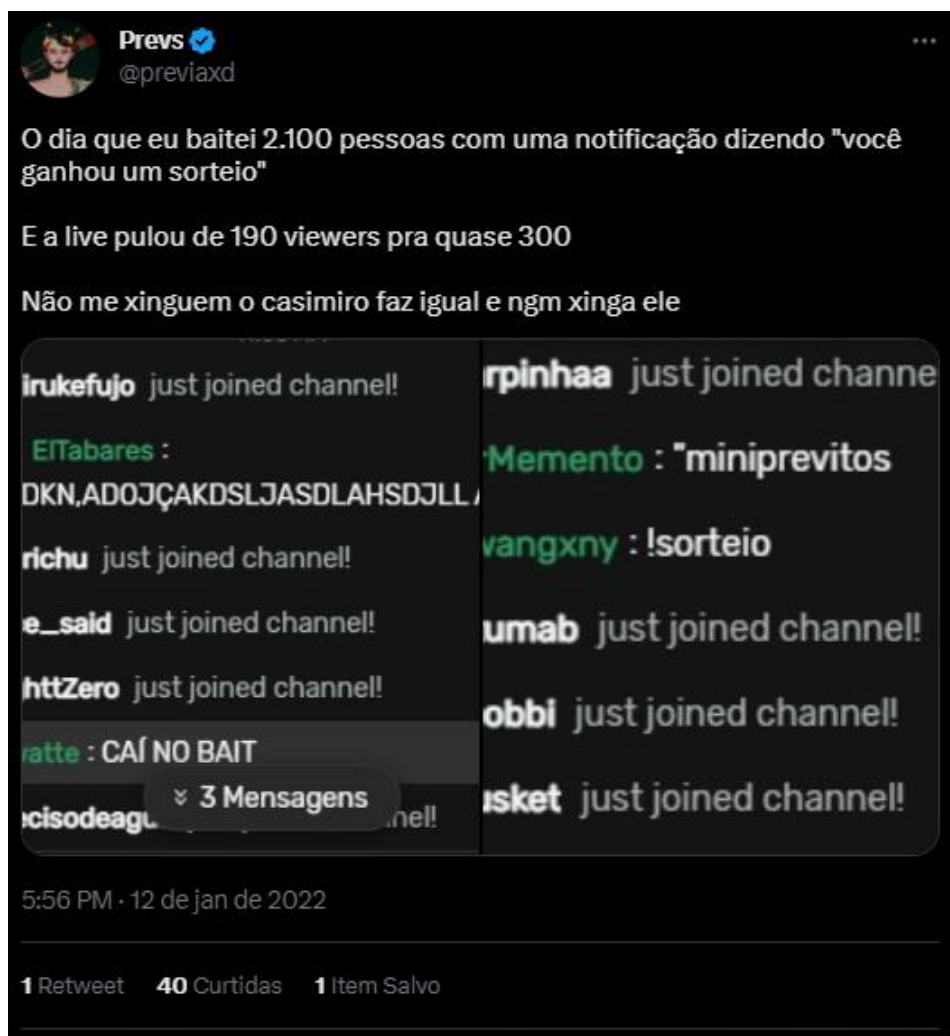 Prevs
@previaxd
O dia que eu baitei 2.100 pessoas com uma notificação dizendo "você
ganhou um sorteio"
E a live pulou de 190 viewers pra quase 300
Não me xinguem o casimiro faz igual e ngm xinga ele
irukefujo just joined channel!
ElTabares :
DKN,ADOJÇAKDSLJASDLAHSDJLL
richu just joined channel!
e_said just joined channel!
httZero just joined channel!
atte : CAÍ NO BAIT
3 Mensagens
cisodeagu nel!
rpinhaa just joined channe
Memento : "miniprevitos
vangxny : !sorteio
umab just joined channel!
obbi just joined channel!
sket just joined channel!
5:56 PM · 12 de jan de 2022
1 Retweet 40 Curtidas 1 Item Salvo